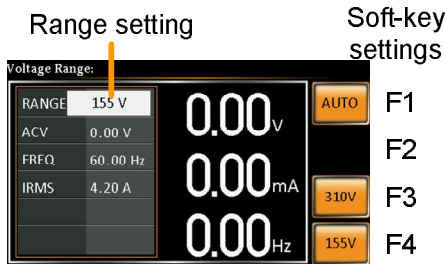 Range setting
Soft-key
settings
Voltage Range:
RANGE 155 V
ACV 0.00 V
FREQ 60.00 Hz
IRMS 4.20 A
0.00V
0.00mA
0.00Hz
AUTO F1
F2
310V F3
155V F4